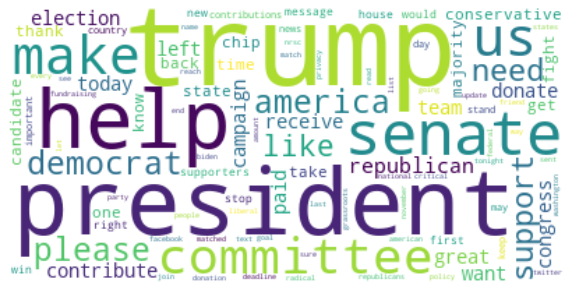 election
new
contributions
message
house
would
states
conservative
name
country
thank
left
chip
news
nrsc
match
day
trump
us
make
back
time
reach
privacy
read
list
majority
fight
candidate
today
state
america
need
donate
every
see
fundraising
important
know
help
campaign
receive
team
get
going
update
friend
end
biden
amount
like
senate
stand
democrat
supporters
paid
take
republican
support
congress
let
party
stop
last
national
critical
tonight
federal
may
sent
president
one
right
people
liberal
grassroots
november
may
washington
please
facebook
matched
text
goal
committee
american
first
great
want
keep
win
contribute
join
donation
deadline
radical
sure
republicans
policy
twitter